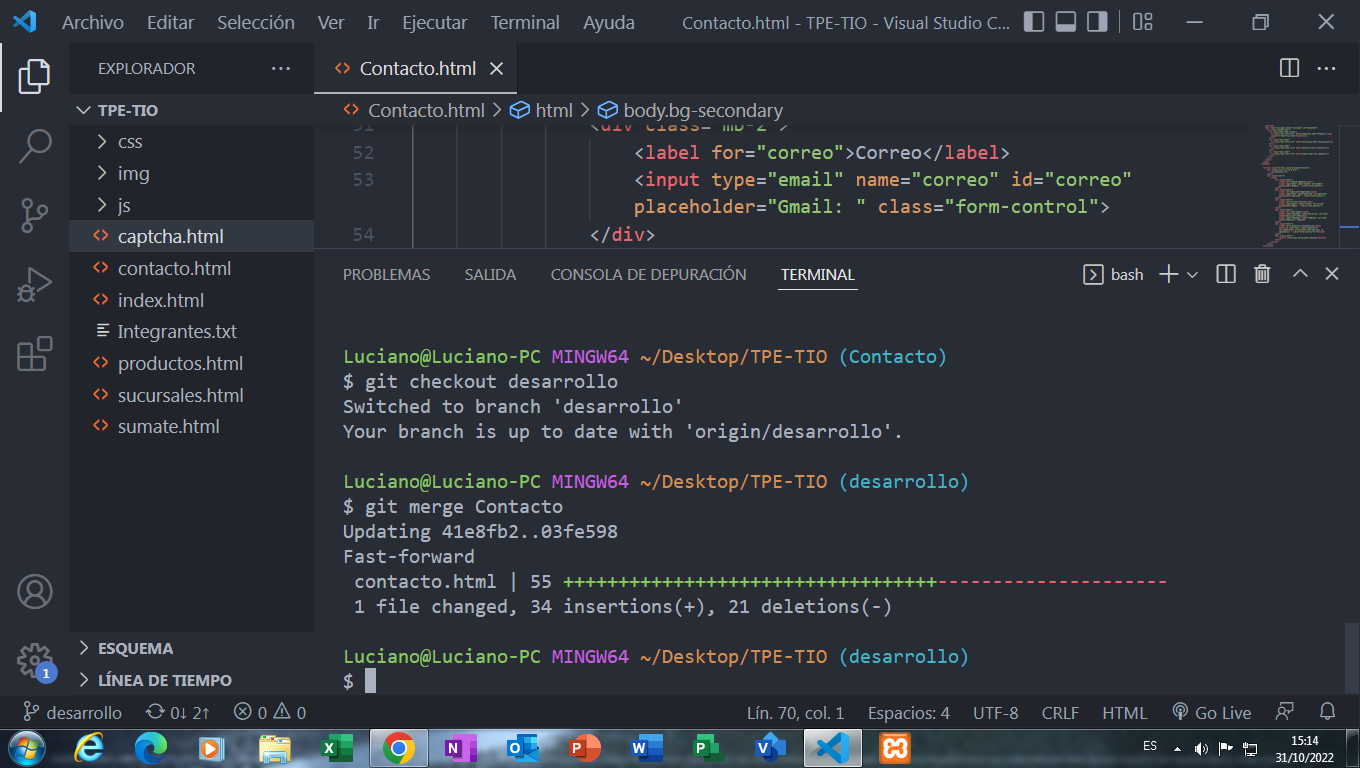 Archivo Editar Selección Ver Ir Ejecutar Terminal Ayuda Contacto.html - TPE-TIO - Visual Studio C...
EXPLORADOR
TPE-TIO
css
img
js
captcha.html
contacto.html
index.html
Integrantes.txt
productos.html
sucursales.html
sumate.html
ESQUEMA
LÍNEA DE TIEMPO
1
Contacto.html
Contacto.html > html > body.bg-secondary
51 <div class="mb-2">
52 <label for="correo">Correo</label>
53 <input type="email" name="correo" id="correo"
placeholder="Gmail: " class="form-control">
54 </div>
PROBLEMAS SALIDA CONSOLA DE DEPURACIÓN TERMINAL bash
Luciano@Luciano-PC MINGW64 ~/Desktop/TPE-TIO (Contacto)
$ git checkout desarrollo
Switched to branch 'desarrollo'
Your branch is up to date with 'origin/desarrollo'.
Luciano@Luciano-PC MINGW64 ~/Desktop/TPE-TIO (desarrollo)
$ git merge Contacto
Updating 41e8fb2..03fe598
Fast-forward
contacto.html | 55 ++++++++++++++++++++++++++++++++++---------------------
1 file changed, 34 insertions(+), 21 deletions(-)
Luciano@Luciano-PC MINGW64 ~/Desktop/TPE-TIO (desarrollo)
$
desarrollo 0↓ 2↑ 0 0 Lín. 70, col. 1 Espacios: 4 UTF-8 CRLF HTML Go Live
ES 15:14
31/10/2022